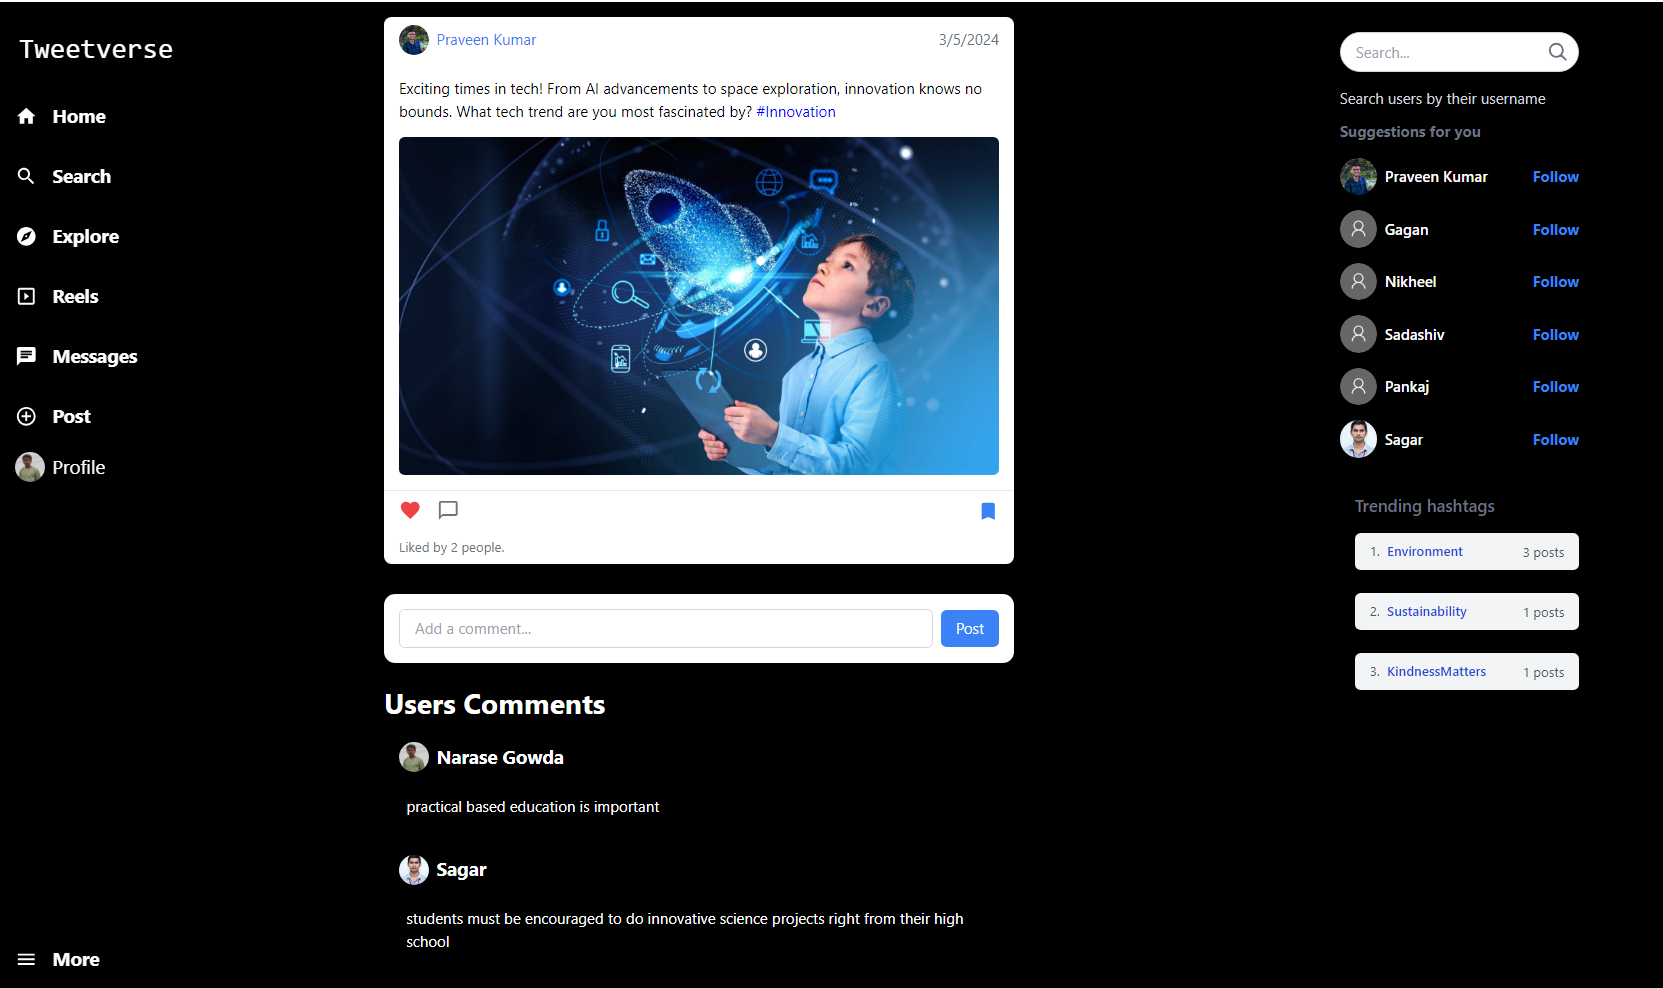 Tweetverse
Home
Search
Explore
Reels
Messages
Post
Profile
More
Praveen Kumar
3/5/2024
Exciting times in tech! From AI advancements to space exploration, innovation knows no
bounds. What tech trend are you most fascinated by? #Innovation
Liked by 2 people.
Add a comment...
Post
Users Comments
Narase Gowda
practical based education is important
Sagar
students must be encouraged to do innovative science projects right from their high
school
Search...
Search users by their username
Suggestions for you
Praveen Kumar Follow
Gagan Follow
Nikheel Follow
Sadashiv Follow
Pankaj Follow
Sagar Follow
Trending hashtags
1. Environment 3 posts
2. Sustainability 1 posts
3. KindnessMatters 1 posts